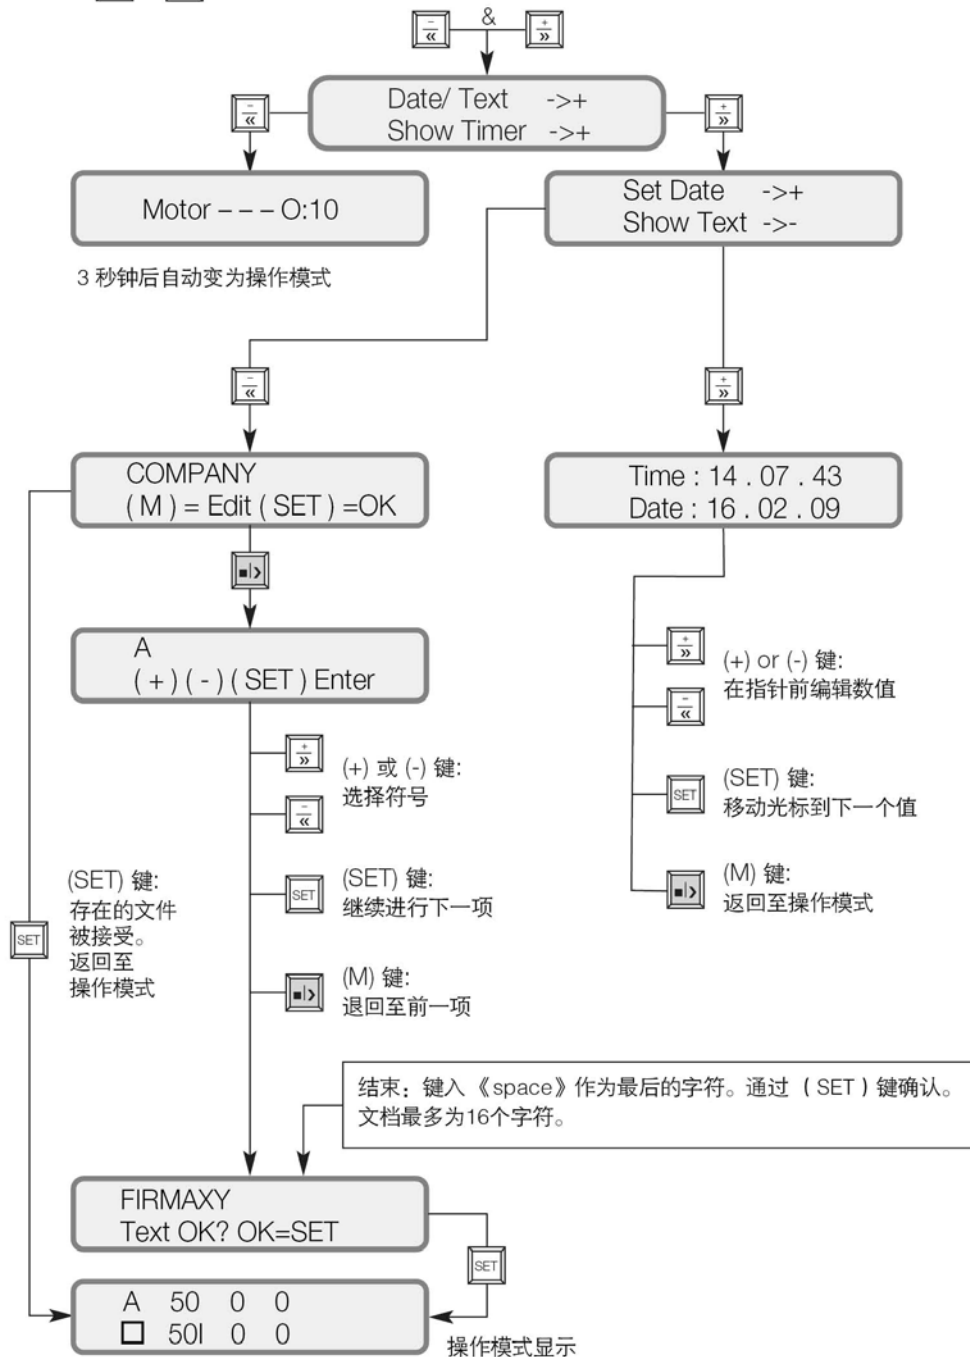 − « & + »
Date/ Text ->+
Show Timer ->+
− «
+ »
Motor – – – O:10
Set Date ->+
Show Text ->-
3 秒钟后自动变为操作模式
− «
+ »
COMPANY
( M ) = Edit ( SET ) =OK
Time : 14 . 07 . 43
Date : 16 . 02 . 09
A
( + ) ( - ) ( SET ) Enter
+ »
(+) 或 (-) 键:
选择符号
− «
SET
(SET) 键:
继续进行下一项
(M) 键:
退回至前一项
+ »
(+) or (-) 键:
在指针前编辑数值
− «
SET
(SET) 键:
移动光标到下一个值
(M) 键:
返回至操作模式
(SET) 键:
存在的文件
被接受。
返回至
操作模式
SET
结束：键入《space》作为最后的字符。通过 （SET）键确认。
文档最多为16个字符。
FIRMAXY
Text OK? OK=SET
SET
A 50 0 0
□ 50l 0 0
操作模式显示